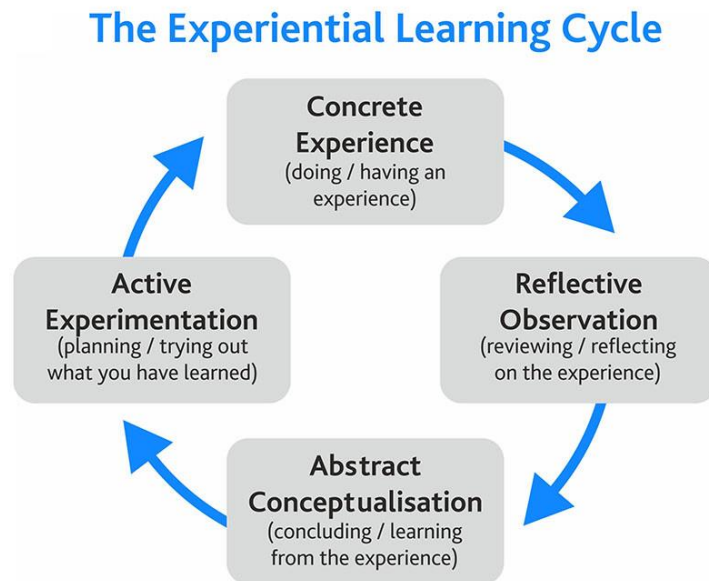 The Experiential Learning Cycle
Concrete
Experience
(doing / having an
experience)
Reflective
Observation
(reviewing / reflecting
on the experience)
Abstract
Conceptualisation
(concluding / learning
from the experience)
Active
Experimentation
(planning / trying out
what you have learned)